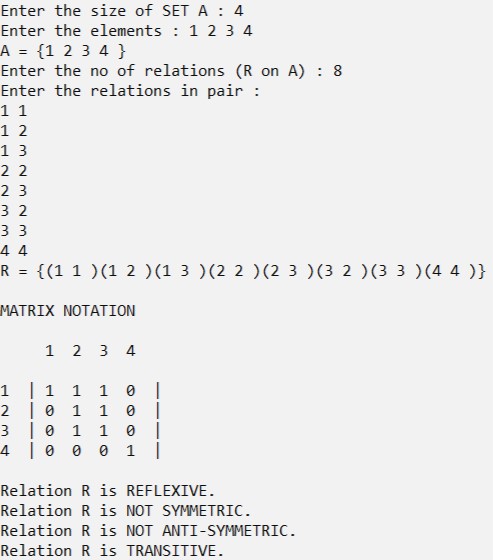 Enter the size of SET A : 4
Enter the elements : 1 2 3 4
A = {1 2 3 4 }
Enter the no of relations (R on A) : 8
Enter the relations in pair :
1 1
1 2
1 3
2 2
2 3
3 2
3 3
4 4
R = {(1 1 )(1 2 )(1 3 )(2 2 )(2 3 )(3 2 )(3 3 )(4 4 )}
MATRIX NOTATION
1 2 3 4
1 | 1 1 1 0 |
2 | 0 1 1 0 |
3 | 0 1 1 0 |
4 | 0 0 0 1 |
Relation R is REFLEXIVE.
Relation R is NOT SYMMETRIC.
Relation R is NOT ANTI-SYMMETRIC.
Relation R is TRANSITIVE.